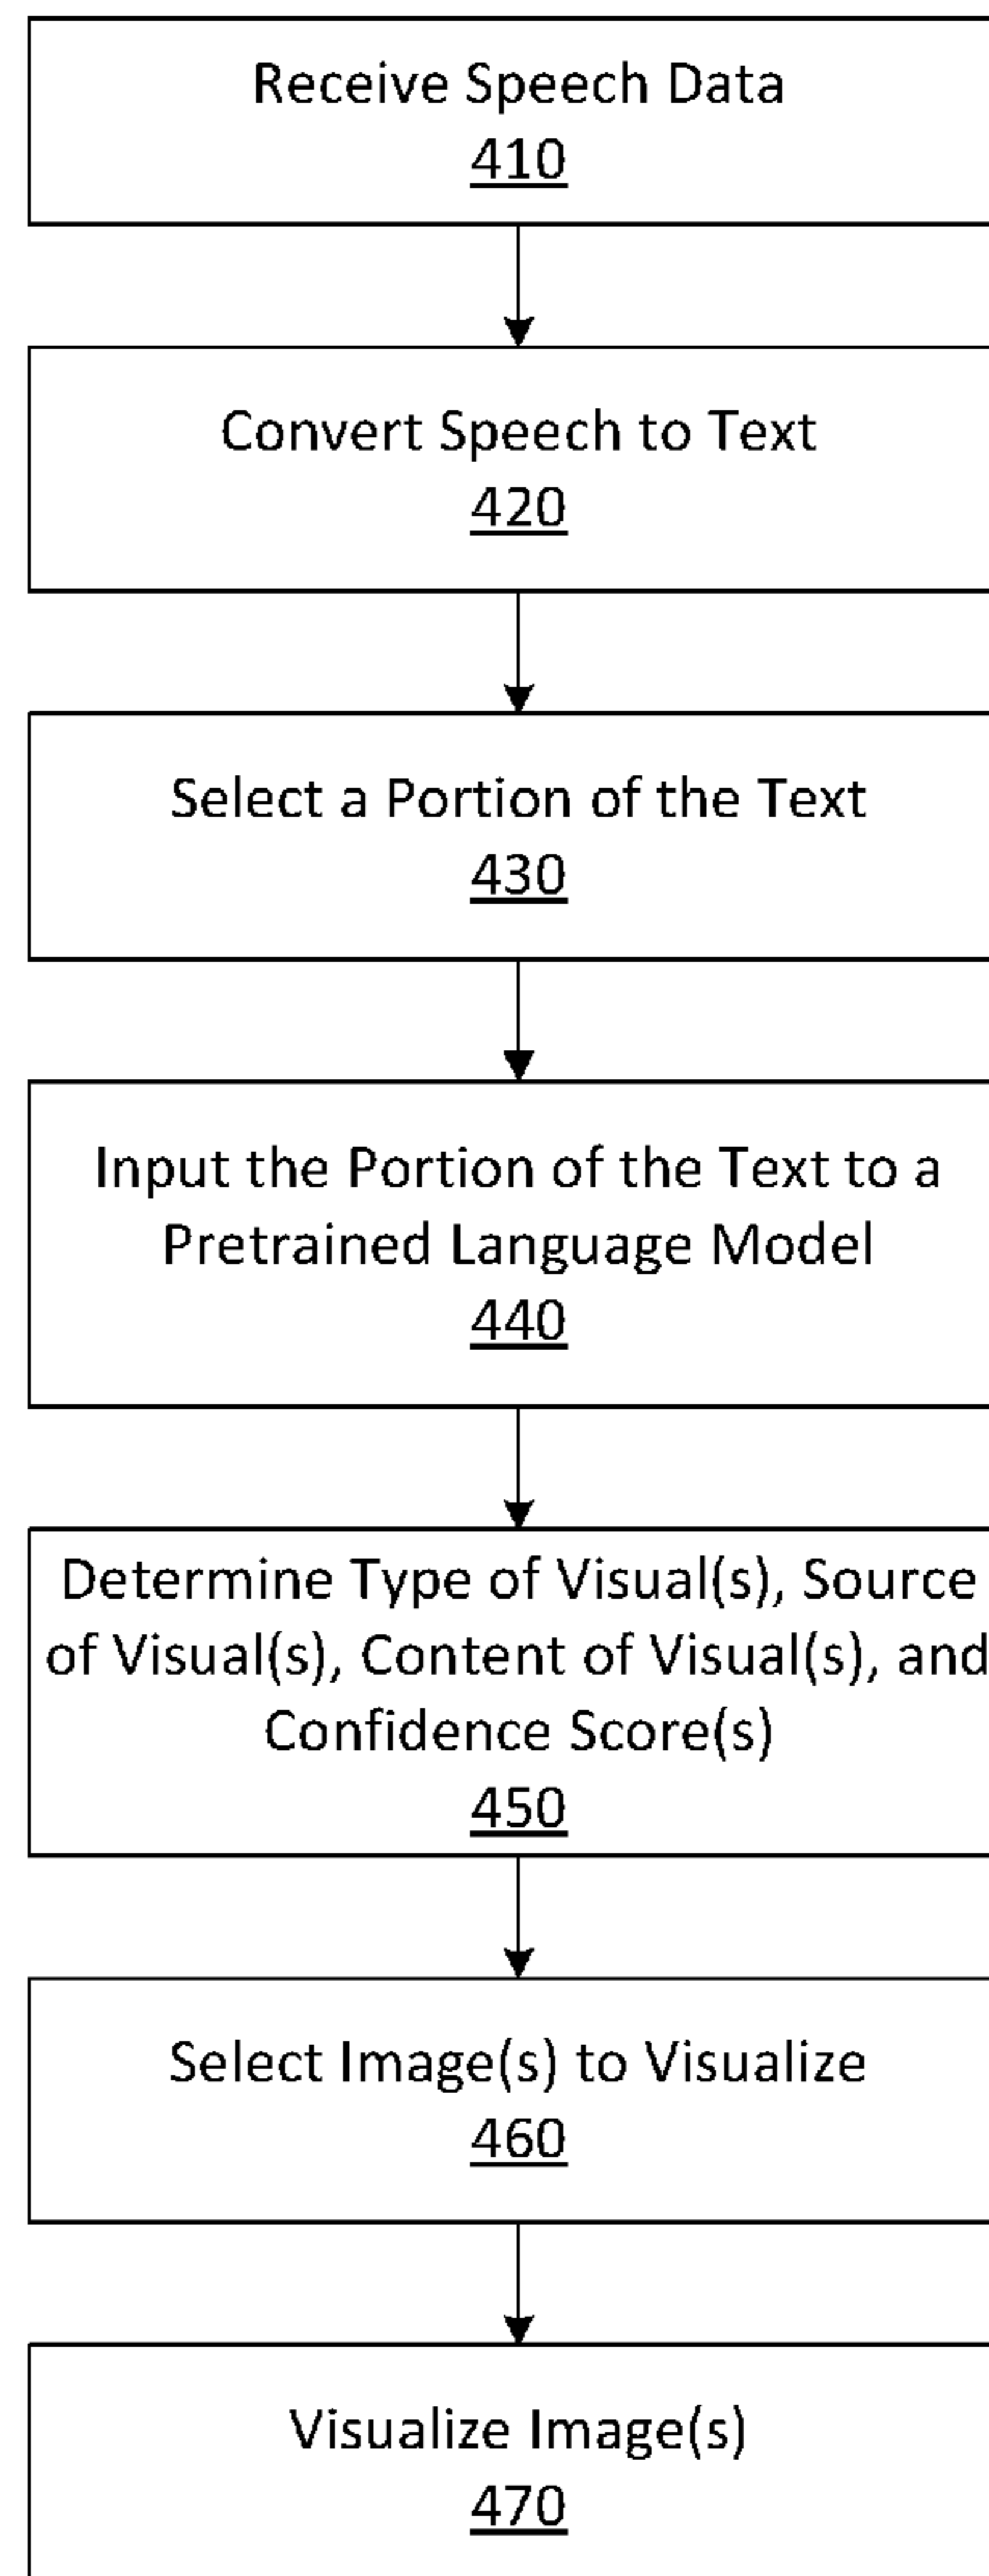 Receive Speech Data
410
Convert Speech to Text
420
Select a Portion of the Text
430
Input the Portion of the Text to a
Pretrained Language Model
440
Determine Type of Visual(s), Source
of Visual(s), Content of Visual(s), and
Confidence Score(s)
450
Select Image(s) to Visualize
460
Visualize Image(s)
470